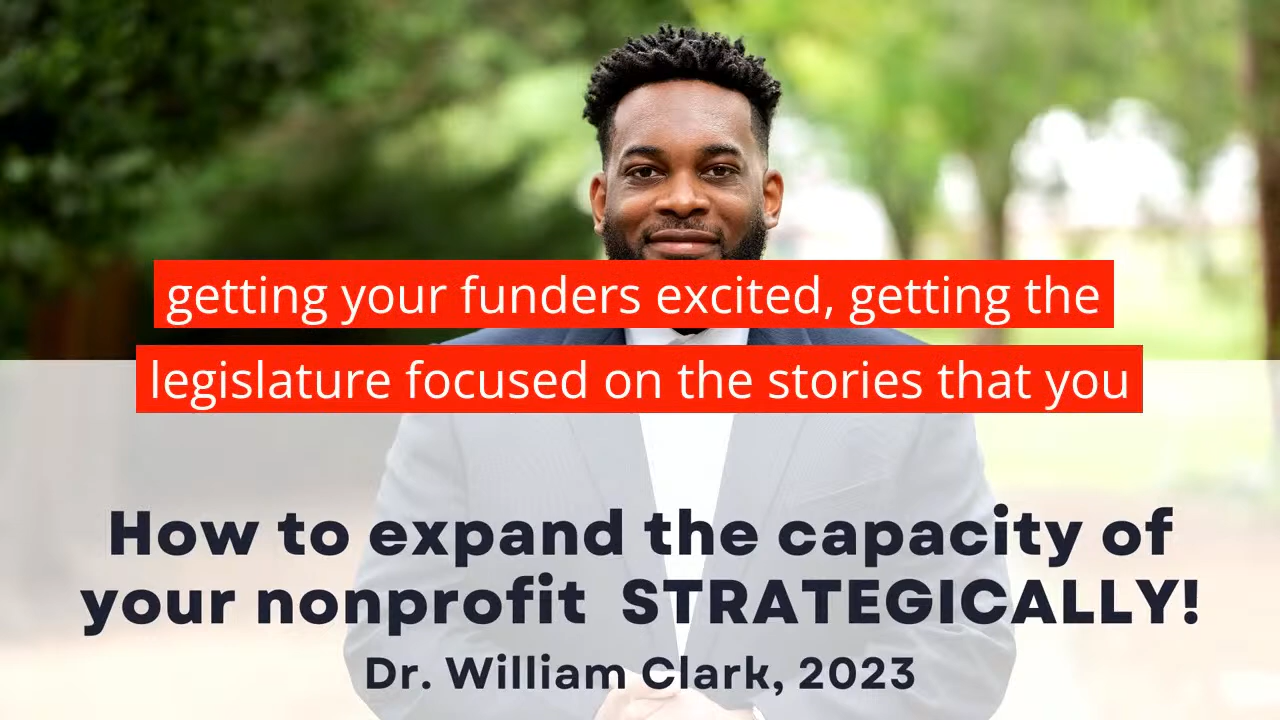 getting your funders excited, getting the
legislature focused on the stories that you
How to expand the capacity of
your nonprofit STRATEGICALLY!
Dr. William Clark, 2023